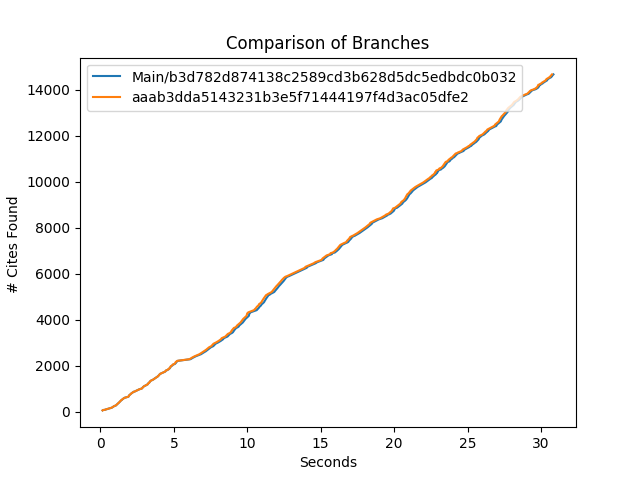 Comparison of Branches
Main/b3d782d874138c2589cd3b628d5dc5edbdc0b032
aaab3dda5143231b3e5f71444197f4d3ac05dfe2
# Cites Found
14000
12000
10000
8000
6000
4000
2000
0
0 5 10 15 20 25 30
Seconds